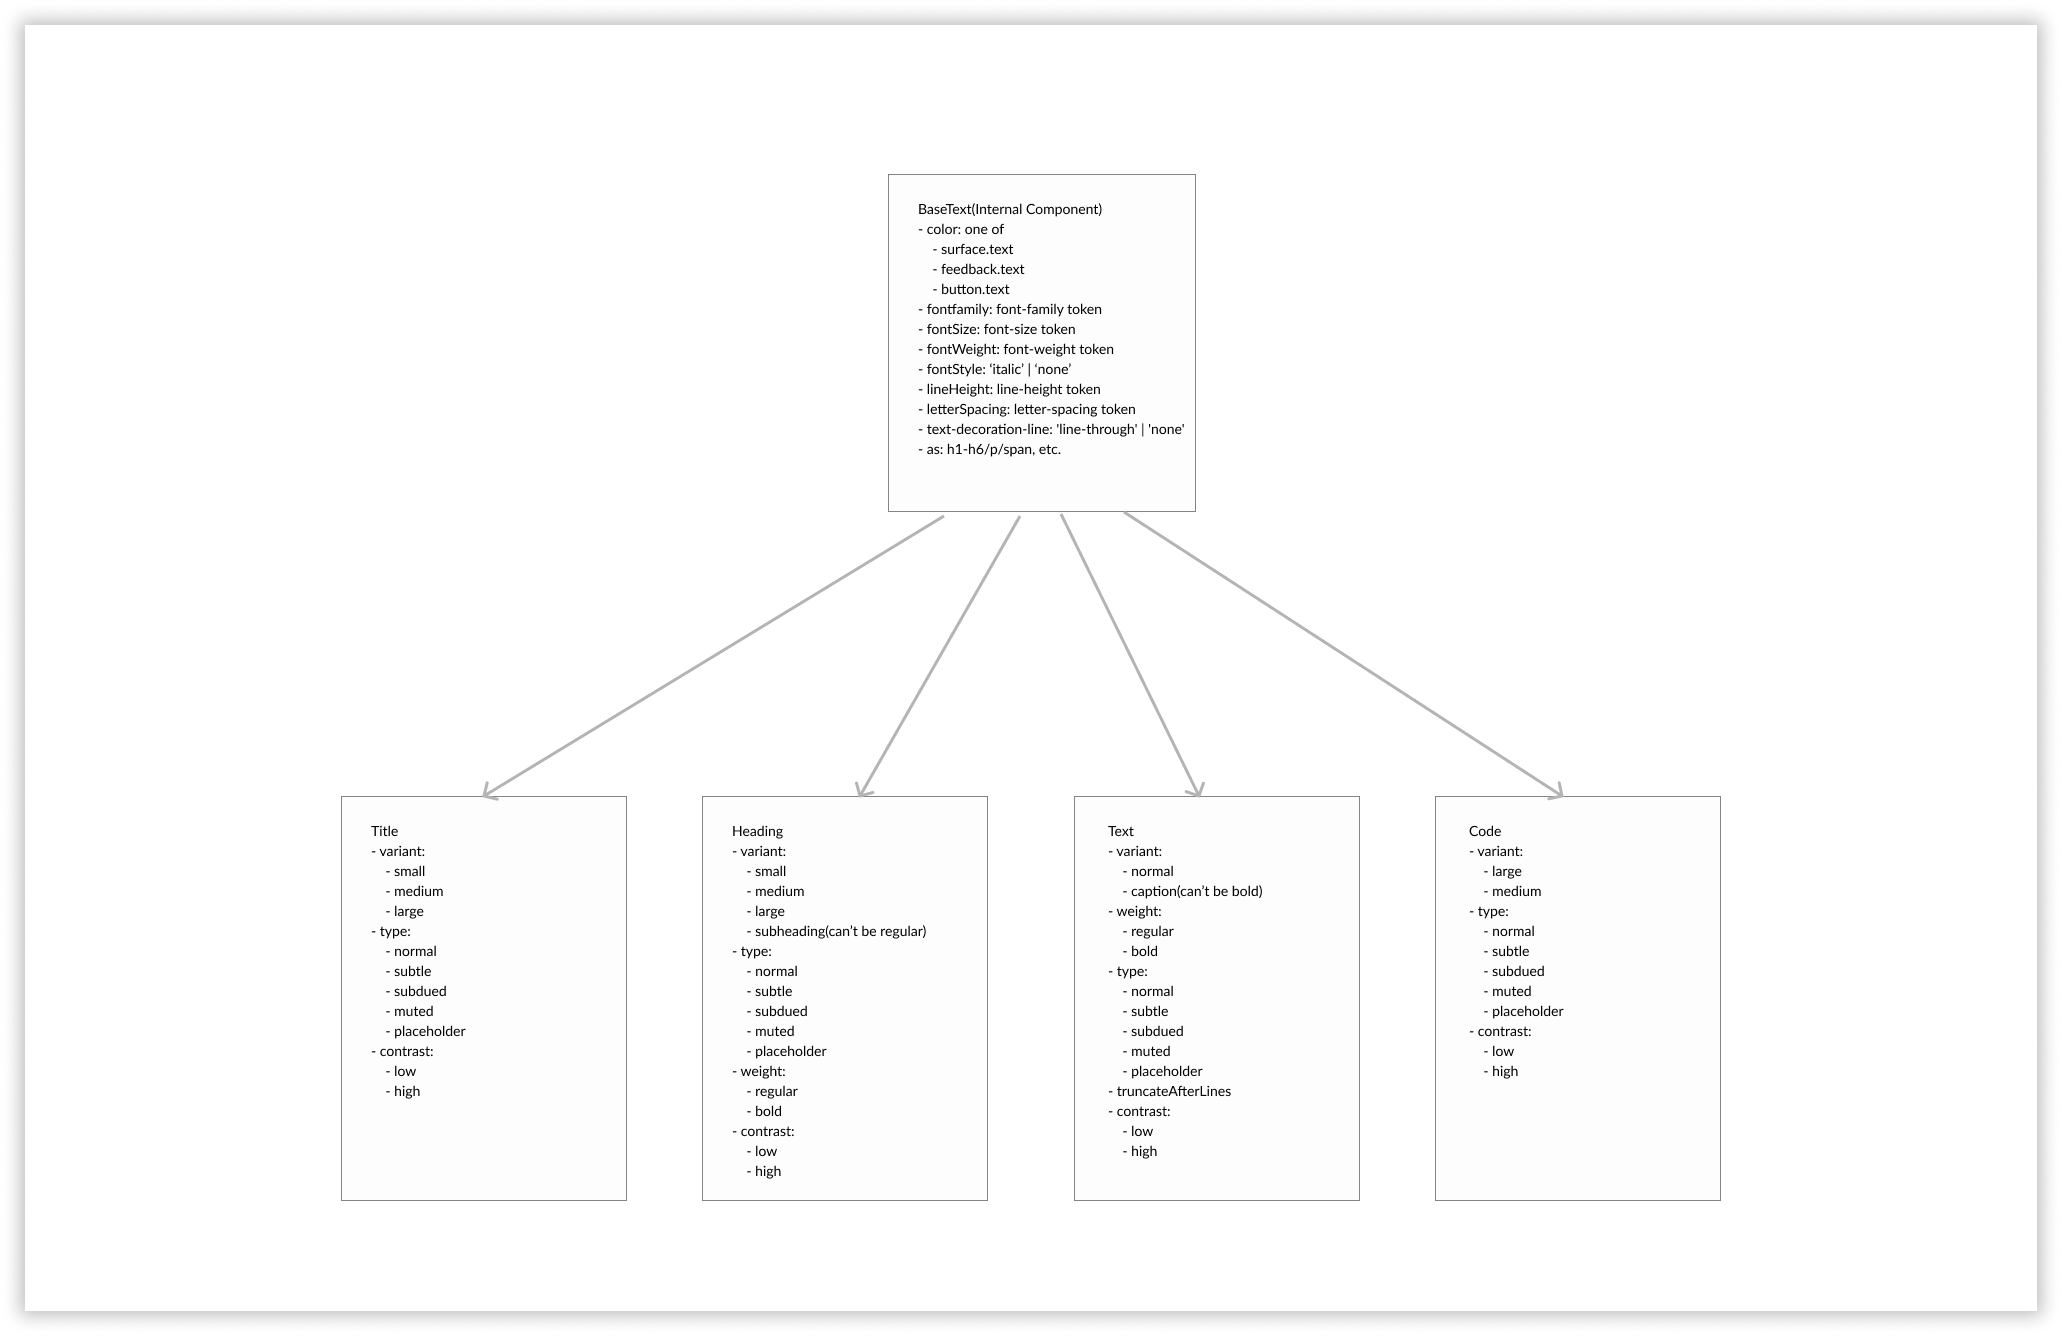 BaseText(Internal Component)
- color: one of
- surface.text
- feedback.text
- button.text
- fontfamily: font-family token
- fontSize: font-size token
- fontWeight: font-weight token
- fontStyle: ‘italic’ | ‘none’
- lineHeight: line-height token
- letterSpacing: letter-spacing token
- text-decoration-line: 'line-through' | 'none'
- as: h1-h6/p/span, etc.
Title
- variant:
- small
- medium
- large
- type:
- normal
- subtle
- subdued
- muted
- placeholder
- contrast:
- low
- high
Heading
- variant:
- small
- medium
- large
- subheading(can’t be regular)
- type:
- normal
- subtle
- subdued
- muted
- placeholder
- weight:
- regular
- bold
- contrast:
- low
- high
Text
- variant:
- normal
- caption(can’t be bold)
- weight:
- regular
- bold
- type:
- normal
- subtle
- subdued
- muted
- placeholder
- truncateAfterLines
- contrast:
- low
- high
Code
- variant:
- large
- medium
- type:
- normal
- subtle
- subdued
- muted
- placeholder
- contrast:
- low
- high